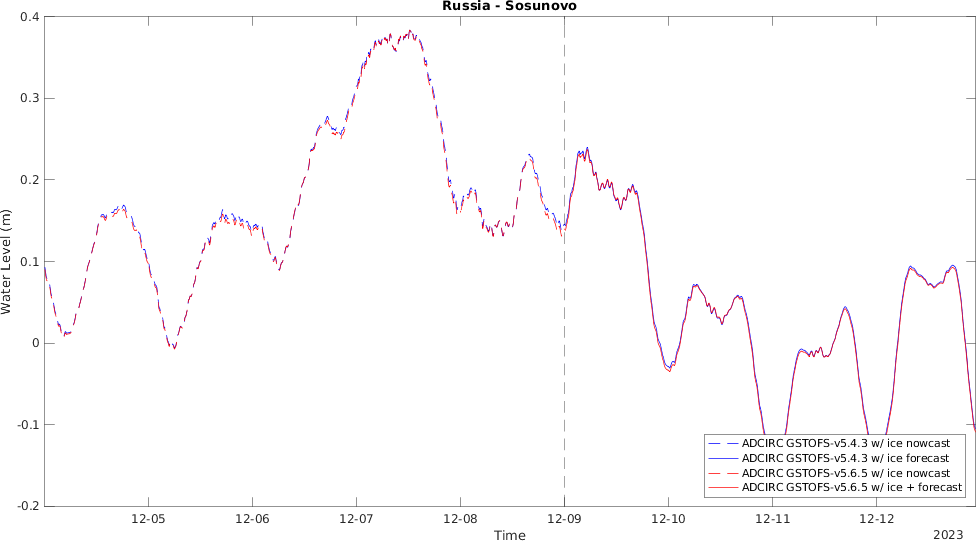 Russia - Sosunovo
0.4
0.3
0.2
0.1
0
-0.1
-0.2
Water Level (m)
ADCIRC GSTOFS-v5.4.3 w/ ice nowcast
ADCIRC GSTOFS-v5.4.3 w/ ice forecast
ADCIRC GSTOFS-v5.6.5 w/ ice nowcast
ADCIRC GSTOFS-v5.6.5 w/ ice + forecast
12-05 12-06 12-07 12-08 12-09 12-10 12-11 12-12
Time
2023